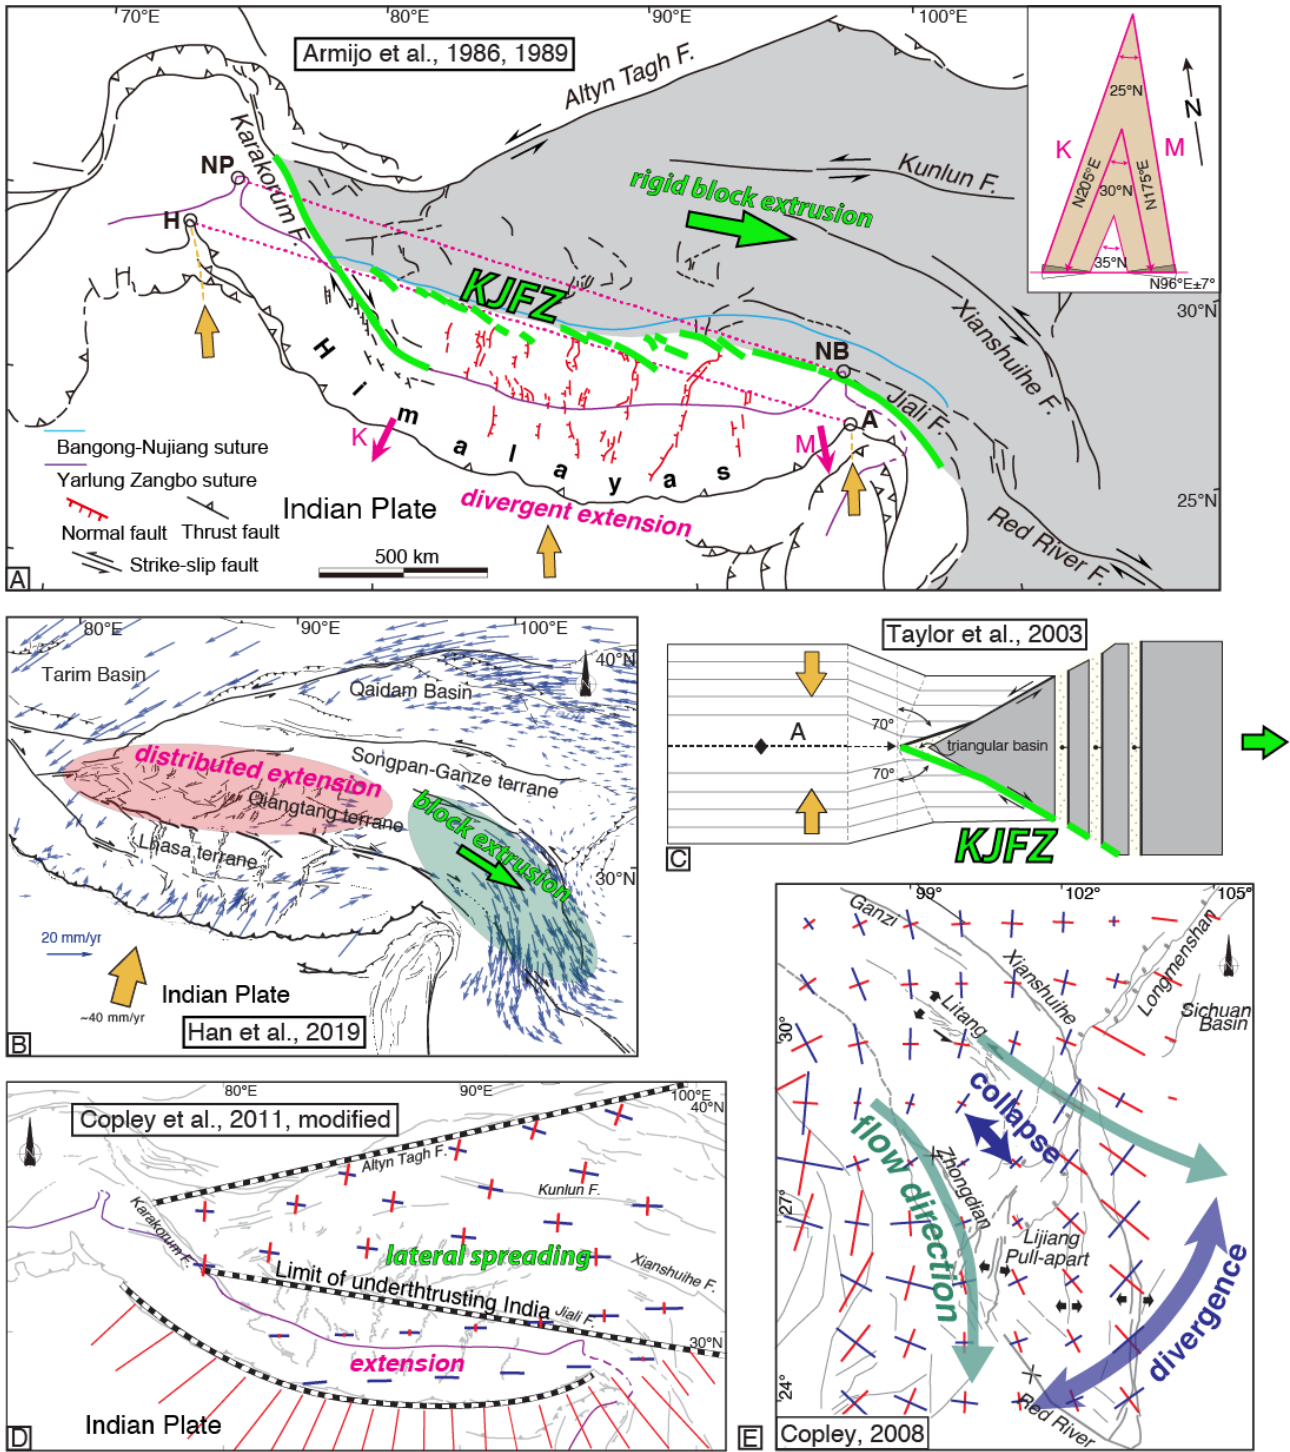 70°E
80°E
90°E
100°E
Armijo et al., 1986, 1989
Altyn Tagh F.
Karakorum F.
NP
H
Kunlun F.
rigid block extrusion
KJFZ
Xianshuihe F.
NB
Jiali F.
A
K
M
25°N
N205°E
30°N
N175°E
35°N
N96°E±7°
N
30°N
25°N
H
Himalayas
K
M
Bangong-Nujiang suture
Yarlung Zangbo suture
Normal fault
Thrust fault
Strike-slip fault
Indian Plate
divergent extension
500 km
Red River F.
A
80°E
90°E
100°E
40°N
Tarim Basin
Qaidam Basin
distributed extension
Songpan-Ganze terrane
Qiangtang terrane
block extrusion
Lhasa terrane
30°N
20 mm/yr
~40 mm/yr
Indian Plate
Han et al., 2019
B
Taylor et al., 2003
A
70°
70°
triangular basin
KJFZ
C
80°E
90°E
100°E
40°N
Copley et al., 2011, modified
Altyn Tagh F.
Kunlun F.
Karakorum F.
lateral spreading
Xianshuihe F.
Limit of underthtrusting India
Jiali F.
30°N
extension
Indian Plate
D
99°
102°
105°
Ganzi
Xianshuihe
Longmenshan
Litang
Sichuan
Basin
30°
collapse
flow direction
Zhongdian
27°
Lijiang
Pull-apart
divergence
24°
Red River
E
Copley, 2008